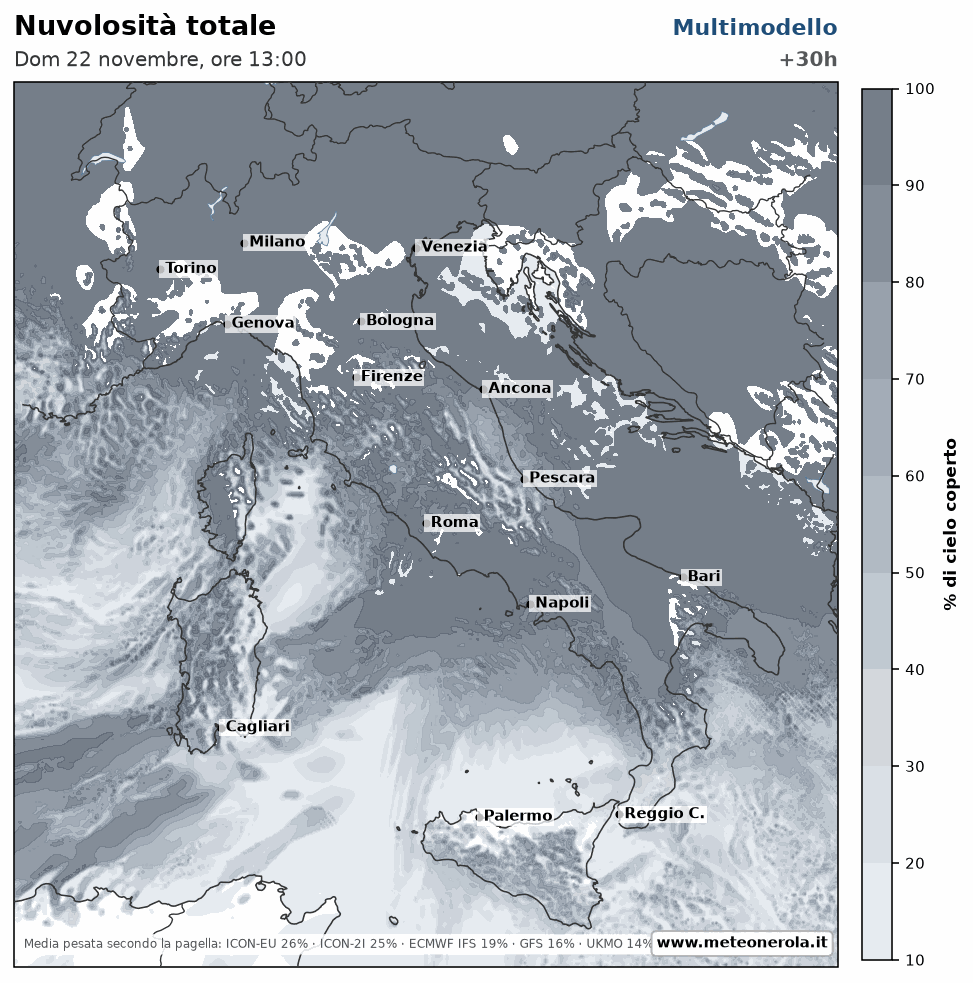 Nuvolosità totale
Multimodello
Dom 22 novembre, ore 13:00
+30h
Milano
Venezia
Torino
Genova
Bologna
Firenze
Ancona
Pescara
Roma
Bari
Napoli
Cagliari
Palermo
Reggio C.
100
90
80
70
60
50
40
30
20
10
% di cielo coperto
Media pesata secondo la pagella: ICON-EU 26% · ICON-2I 25% · ECMWF IFS 19% · GFS 16% · UKMO 14%
www.meteonerola.it